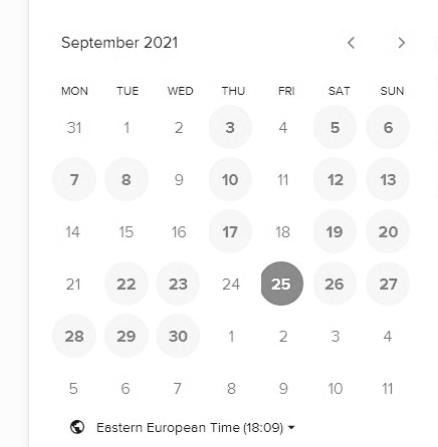 September 2021
MON TUE WED THU FRI SAT SUN
31 1 2 3 4 5 6
7 8 9 10 11 12 13
14 15 16 17 18 19 20
21 22 23 24 25 26 27
28 29 30 1 2 3 4
5 6 7 8 9 10 11
Eastern European Time (18:09)